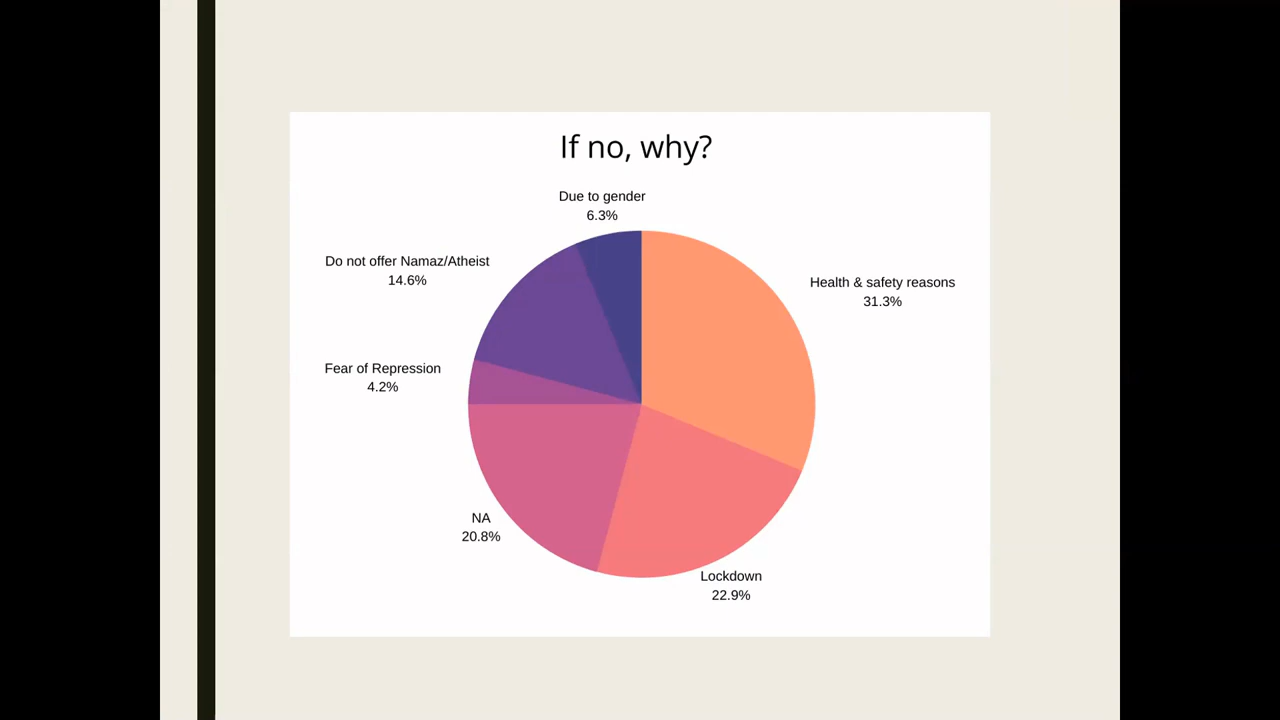 If no, why?
Due to gender
6.3%
Do not offer Namaz/Atheist
14.6%
Health & safety reasons
31.3%
Fear of Repression
4.2%
NA
20.8%
Lockdown
22.9%